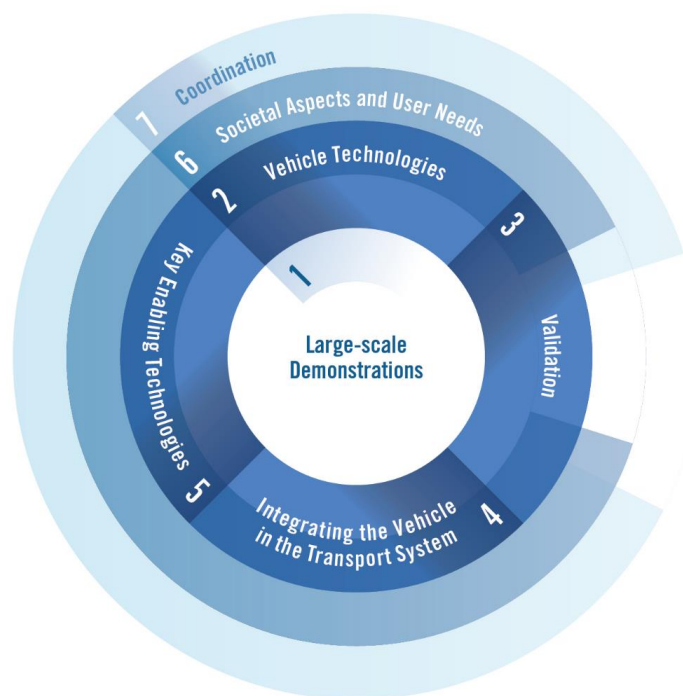 7 Coordination
6 Societal Aspects and User Needs
2 Vehicle Technologies
3 Validation
1
Large-scale
Demonstrations
5 Key Enabling Technologies
4 Integrating the Vehicle
in the Transport System